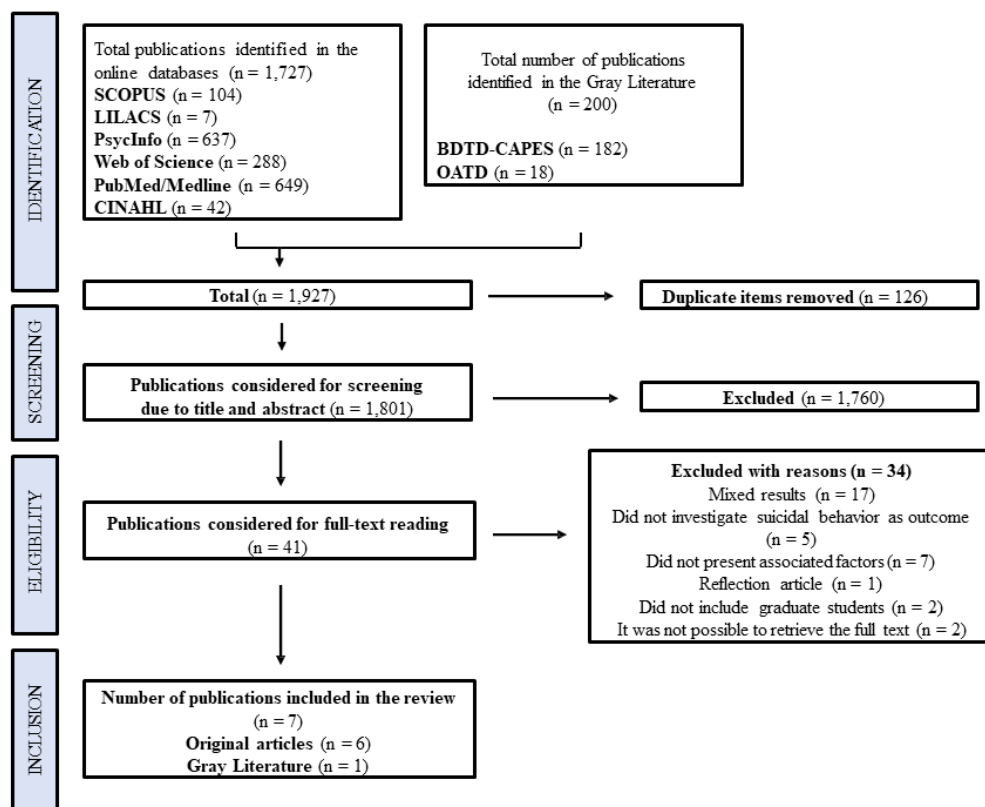 IDENTIFICATION
Total publications identified in the
online databases (n = 1,727)
SCOPUS (n = 104)
LILACS (n = 7)
PsycInfo (n = 637)
Web of Science (n = 288)
PubMed/Medline (n = 649)
CINAHL (n = 42)
Total number of publications
identified in the Gray Literature
(n = 200)
BDTD-CAPES (n = 182)
OATD (n = 18)
Total (n = 1,927)
Duplicate items removed (n = 126)
SCREENING
Publications considered for screening
due to title and abstract (n = 1,801)
Excluded (n = 1,760)
ELIGIBILITY
Publications considered for full-text reading
(n = 41)
Excluded with reasons (n = 34)
Mixed results (n = 17)
Did not investigate suicidal behavior as outcome
(n = 5)
Did not present associated factors (n = 7)
Reflection article (n = 1)
Did not include graduate students (n = 2)
It was not possible to retrieve the full text (n = 2)
INCLUSION
Number of publications included in the review
(n = 7)
Original articles (n = 6)
Gray Literature (n = 1)